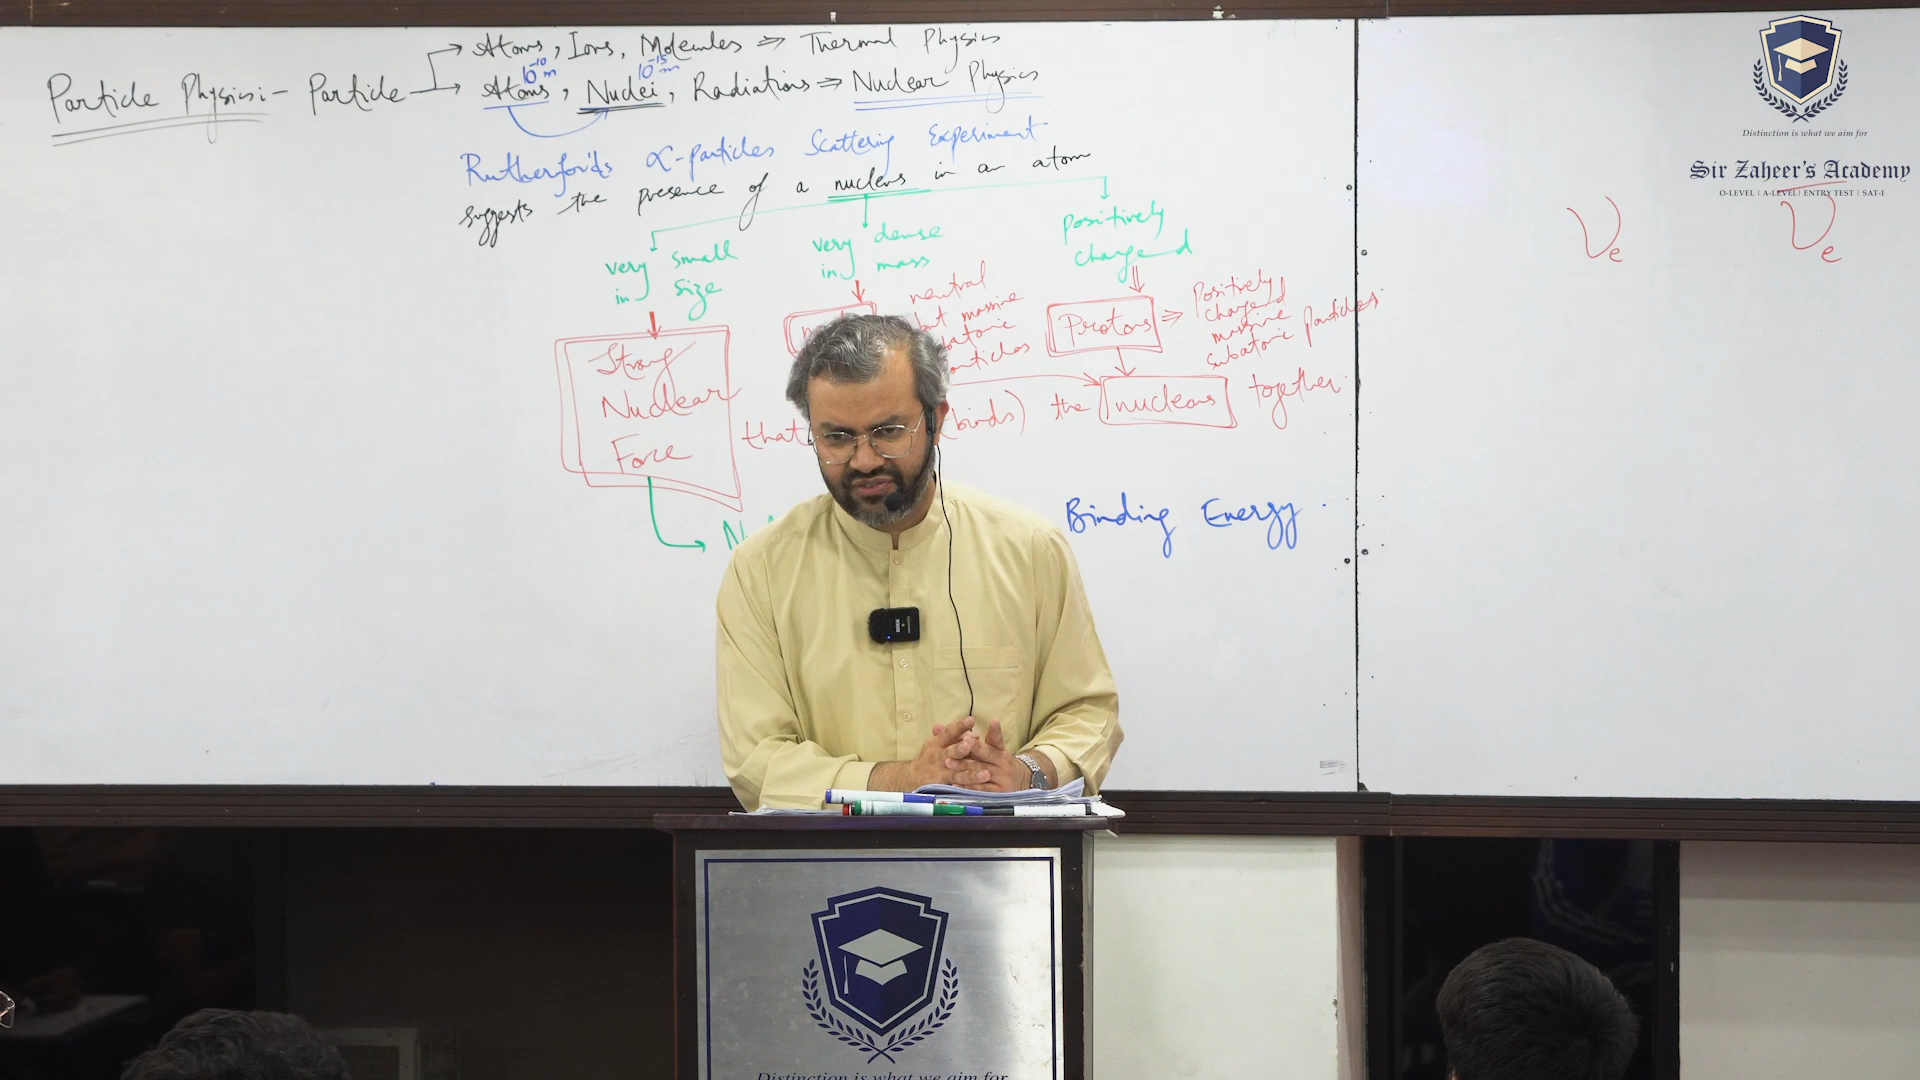 Atoms, Ions, Molecules ⇒ Thermal Physics
Particle Physics:- Particle
10⁻¹⁰ m
10⁻¹⁵ m
Atoms, Nuclei, Radiations ⇒ Nuclear Physics
Rutherford's α-particles Scattering Experiment
suggests the presence of a nucleus in an atom
very small
in size
very dense
in mass
positively
charged
neutral
but massive
Protons ⇒
Positively
charged
massive
subatomic particles
Strong
Nuclear
Force
that
(binds) the nucleons together.
Binding Energy.
Distinction is what we aim for
Sir Zaheer's Academy
O-LEVEL | A-LEVEL | ENTRY TEST | SAT-I
ν e
ν e
Distinction is what we aim for